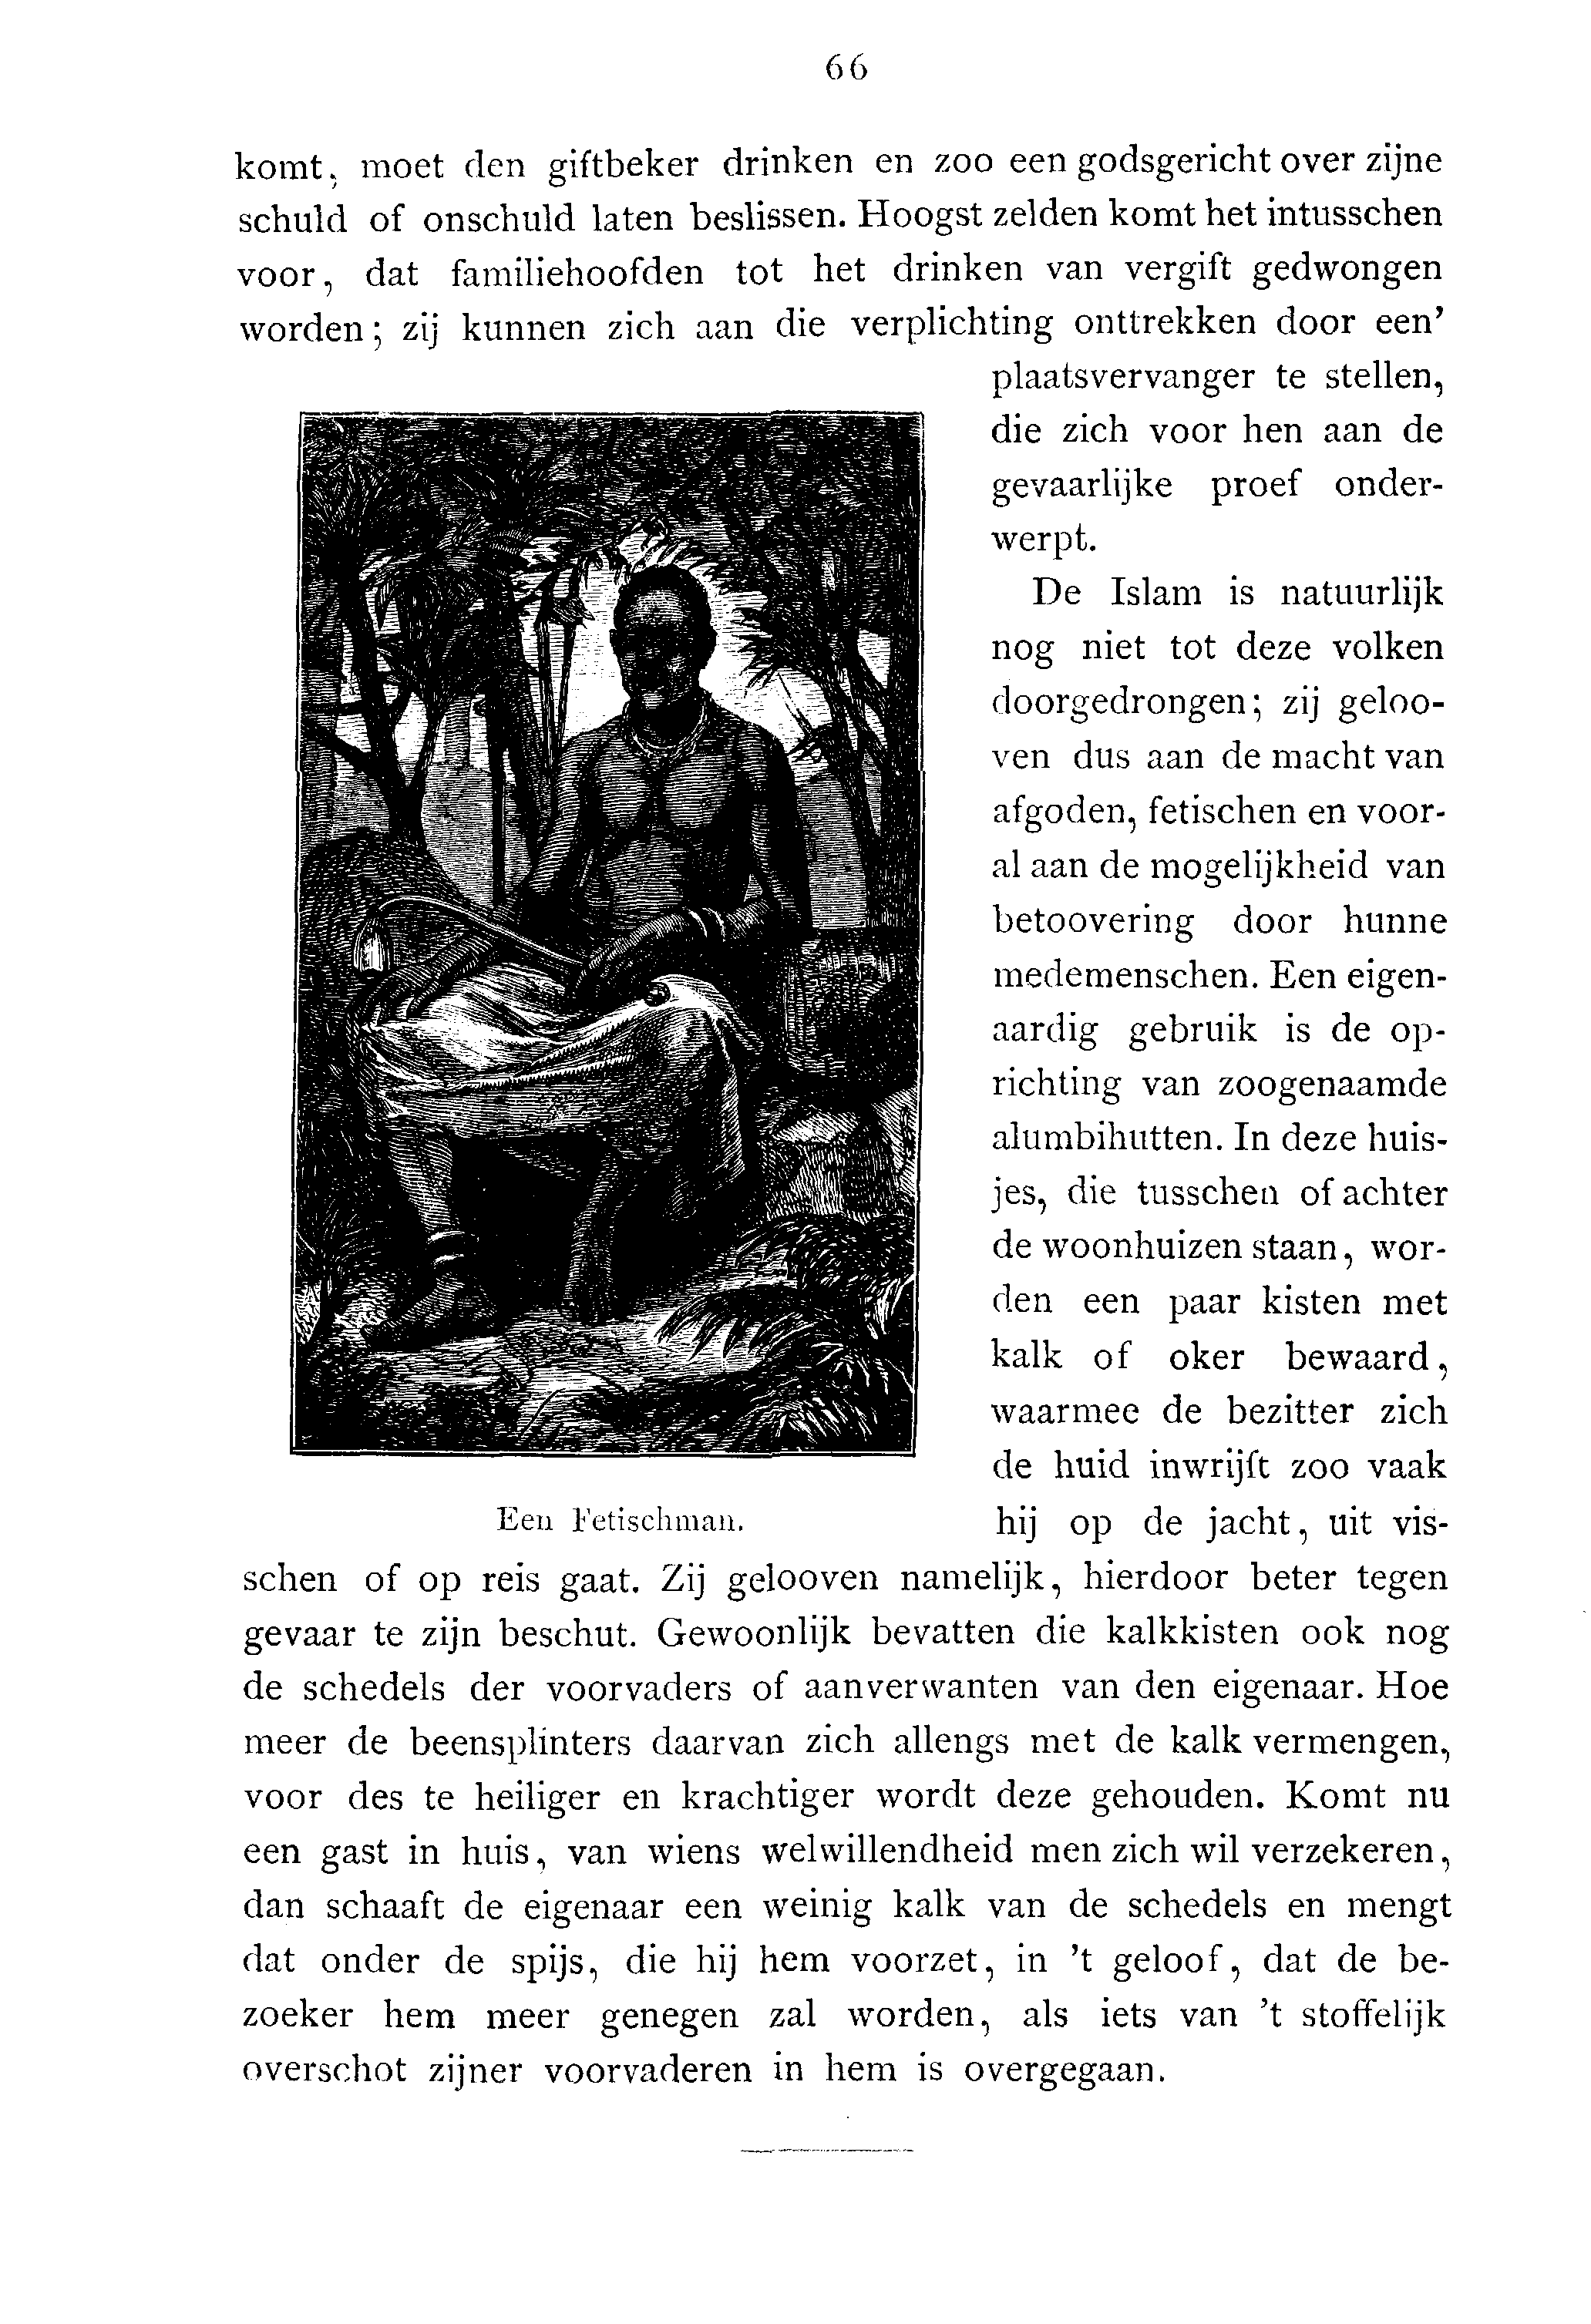 66
komt, moet den giftbeker drinken en zoo een godsgericht over zijne
schuld of onschuld laten beslissen. Hoogst zelden komt het intusschen
voor, dat familiehoofden tot het drinken van vergift gedwongen
worden; zij kunnen zich aan die verplichting onttrekken door een’
plaatsvervanger te stellen,
die zich voor hen aan de
gevaarlijke proef onder-
werpt.
De Islam is natuurlijk
nog niet tot deze volken
doorgedrongen; zij geloo-
ven dus aan de macht van
afgoden, fetischen en voor-
al aan de mogelijkheid van
betoovering door hunne
medemenschen. Een eigen-
aardig gebruik is de op-
richting van zoogenaamde
alumbihutten. In deze huis-
jes, die tusschen of achter
de woonhuizen staan, wor-
den een paar kisten met
kalk of oker bewaard,
waarmee de bezitter zich
de huid inwrijft zoo vaak
hij op de jacht, uit vis-
Een Fetischman.
schen of op reis gaat. Zij gelooven namelijk, hierdoor beter tegen
gevaar te zijn beschut. Gewoonlijk bevatten die kalkkisten ook nog
de schedels der voorvaders of aanverwanten van den eigenaar. Hoe
meer de beensplinters daarvan zich allengs met de kalk vermengen,
voor des te heiliger en krachtiger wordt deze gehouden. Komt nu
een gast in huis, van wiens welwillendheid men zich wil verzekeren,
dan schaaft de eigenaar een weinig kalk van de schedels en mengt
dat onder de spijs, die hij hem voorzet, in ’t geloof, dat de be-
zoeker hem meer genegen zal worden, als iets van ’t stoffelijk
overschot zijner voorvaderen in hem is overgegaan.